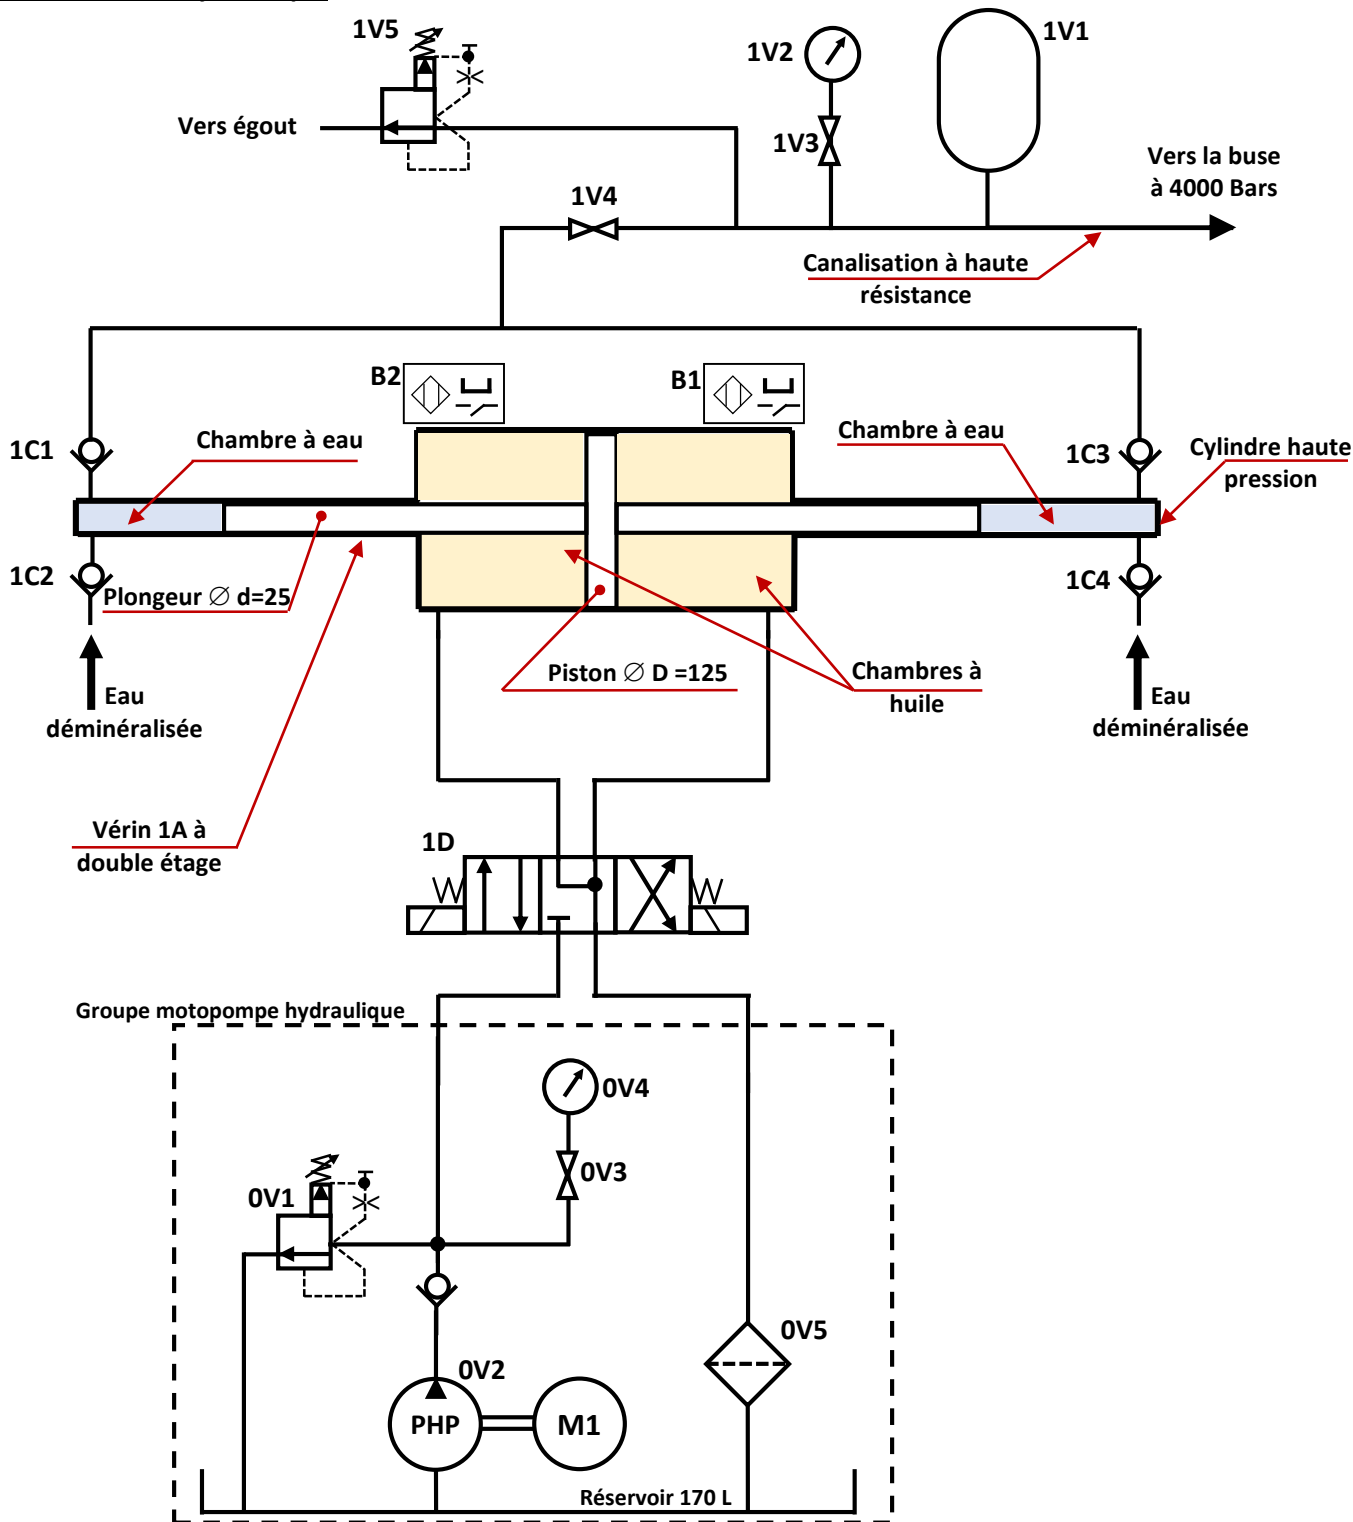 1V5
1V2
1V1
Vers égout
1V3
Vers la buse
à 4000 Bars
1V4
Canalisation à haute
résistance
B2
B1
1C1
Chambre à eau
Chambre à eau
1C3
Cylindre haute
pression
1C2
Plongeur ∅ d=25
1C4
Piston ∅ D =125
Chambres à
huile
Eau
déminéralisée
Eau
déminéralisée
Vérin 1A à
double étage
1D
Groupe motopompe hydraulique
0V4
0V3
0V1
0V5
0V2
PHP
M1
Réservoir 170 L